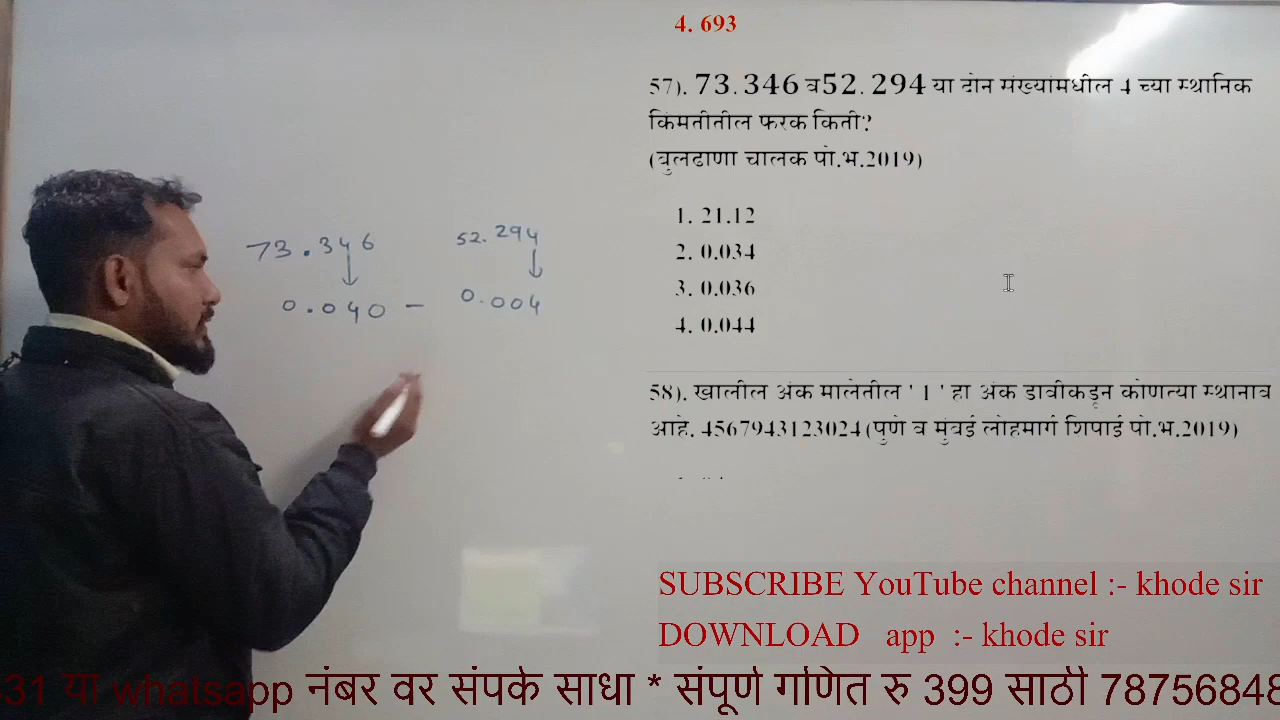 4. 693
57). 73.346 व 52.294 या दोन संख्यांमधील 4 च्या स्थानिक
किंमतीतील फरक किती?
(बुलढाणा चालक पो.भ.2019)
1. 21.12
2. 0.034
3. 0.036
4. 0.044
73.346 52.294
0.040 - 0.004
58). खालील अंक मालेतील ' 1 ' हा अंक डावीकडून कोणत्या स्थानाव
आहे. 4567943123024 (पुणे व मुंबई लोहमार्ग शिपाई पो.भ.2019)
SUBSCRIBE YouTube channel :- khode sir
DOWNLOAD app :- khode sir
-31 या whatsapp नंबर वर संपर्क साधा * संपूर्ण गणित रु 399 साठी 78756848